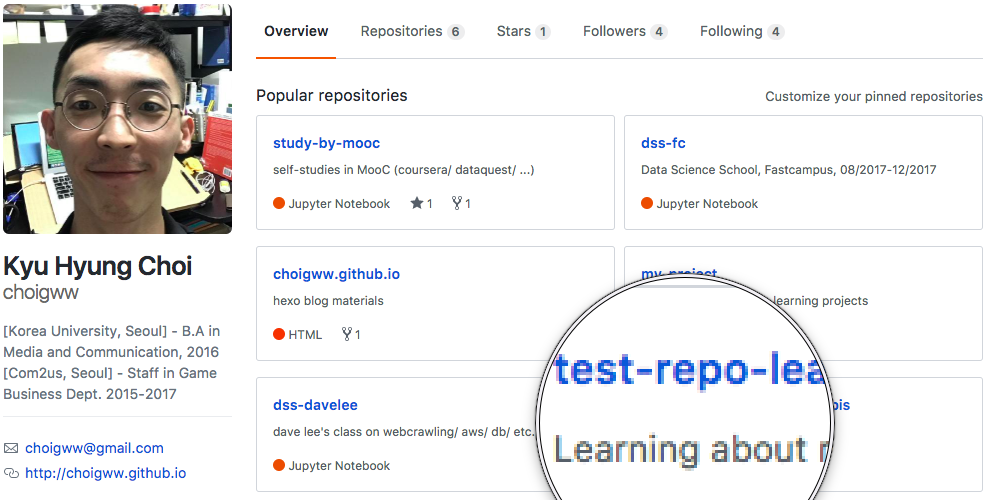 Overview Repositories 6 Stars 1 Followers 4 Following 4
Popular repositories
Customize your pinned repositories
study-by-mooc
self-studies in MooC (coursera/ dataquest/ ...)
Jupyter Notebook 1 1
dss-fc
Data Science School, Fastcampus, 08/2017-12/2017
Jupyter Notebook
Kyu Hyung Choi
choigww
[Korea University, Seoul] - B.A in
Media and Communication, 2016
[Com2us, Seoul] - Staff in Game
Business Dept. 2015-2017
choigww@gmail.com
http://choigww.github.io
choigww.github.io
hexo blog materials
HTML 1
my-project
learning projects
dss-davelee
dave lee's class on webcrawling/ aws/ db/ etc.
Jupyter Notebook
test-repo-lea
Learning about